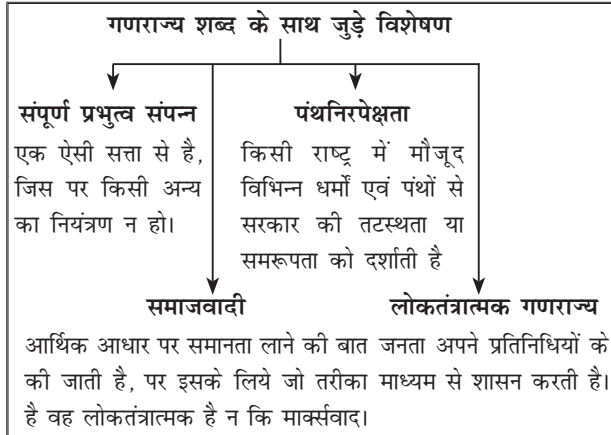 गणराज्य शब्द के साथ जुड़े विशेषण
संपूर्ण प्रभुत्व संपन्न
एक ऐसी सत्ता से है,
जिस पर किसी अन्य
का नियंत्रण न हो।
पंथनिरपेक्षता
किसी राष्ट्र में मौजूद
विभिन्न धर्मों एवं पंथों से
सरकार की तटस्थता या
समरूपता को दर्शाती है
समाजवादी
आर्थिक आधार पर समानता लाने की बात
की जाती है, पर इसके लिये जो तरीका
है वह लोकतंत्रात्मक है न कि मार्क्सवाद।
लोकतंत्रात्मक गणराज्य
जनता अपने प्रतिनिधियों के
माध्यम से शासन करती है।